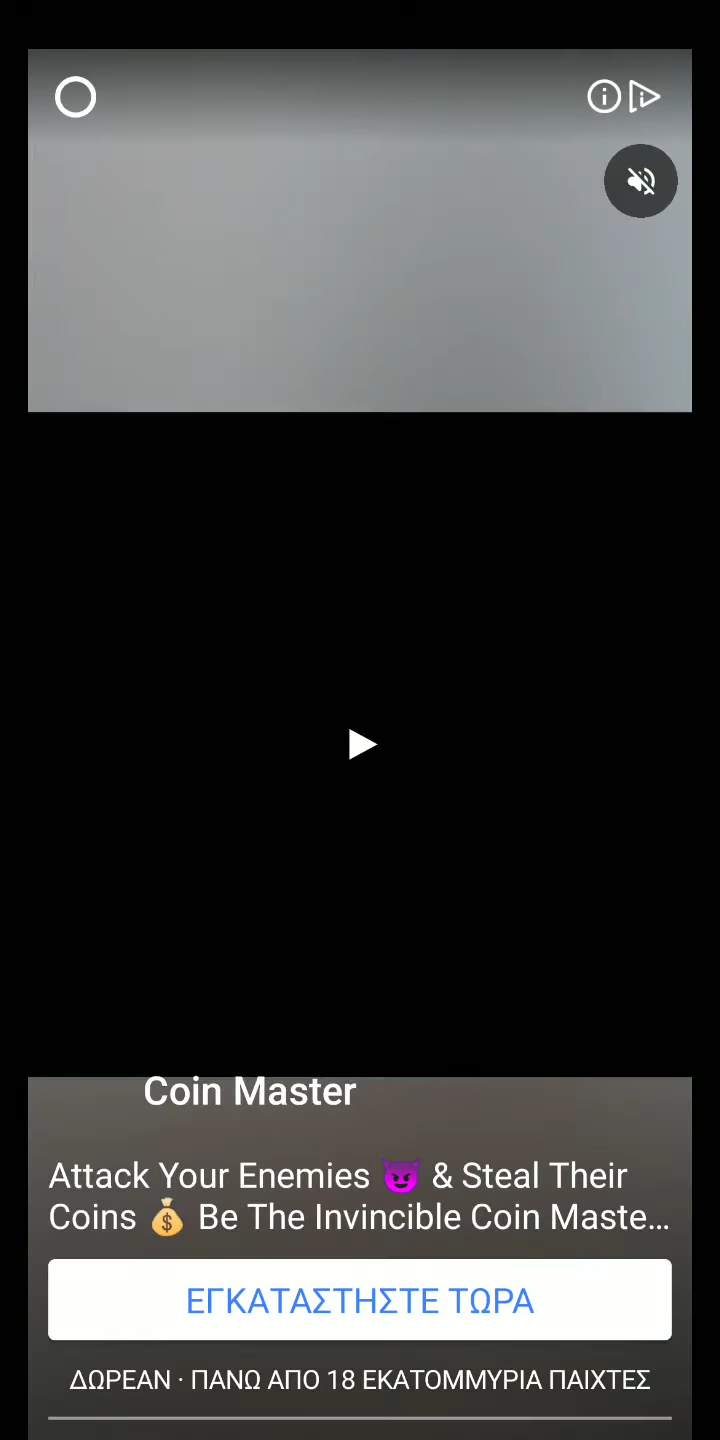 Coin Master
Attack Your Enemies 😈 & Steal Their
Coins 💰 Be The Invincible Coin Maste...
ΕΓΚΑΤΑΣΤΗΣΤΕ ΤΩΡΑ
ΔΩΡΕΑΝ · ΠΑΝΩ ΑΠΟ 18 ΕΚΑΤΟΜΜΥΡΙΑ ΠΑΙΧΤΕΣ